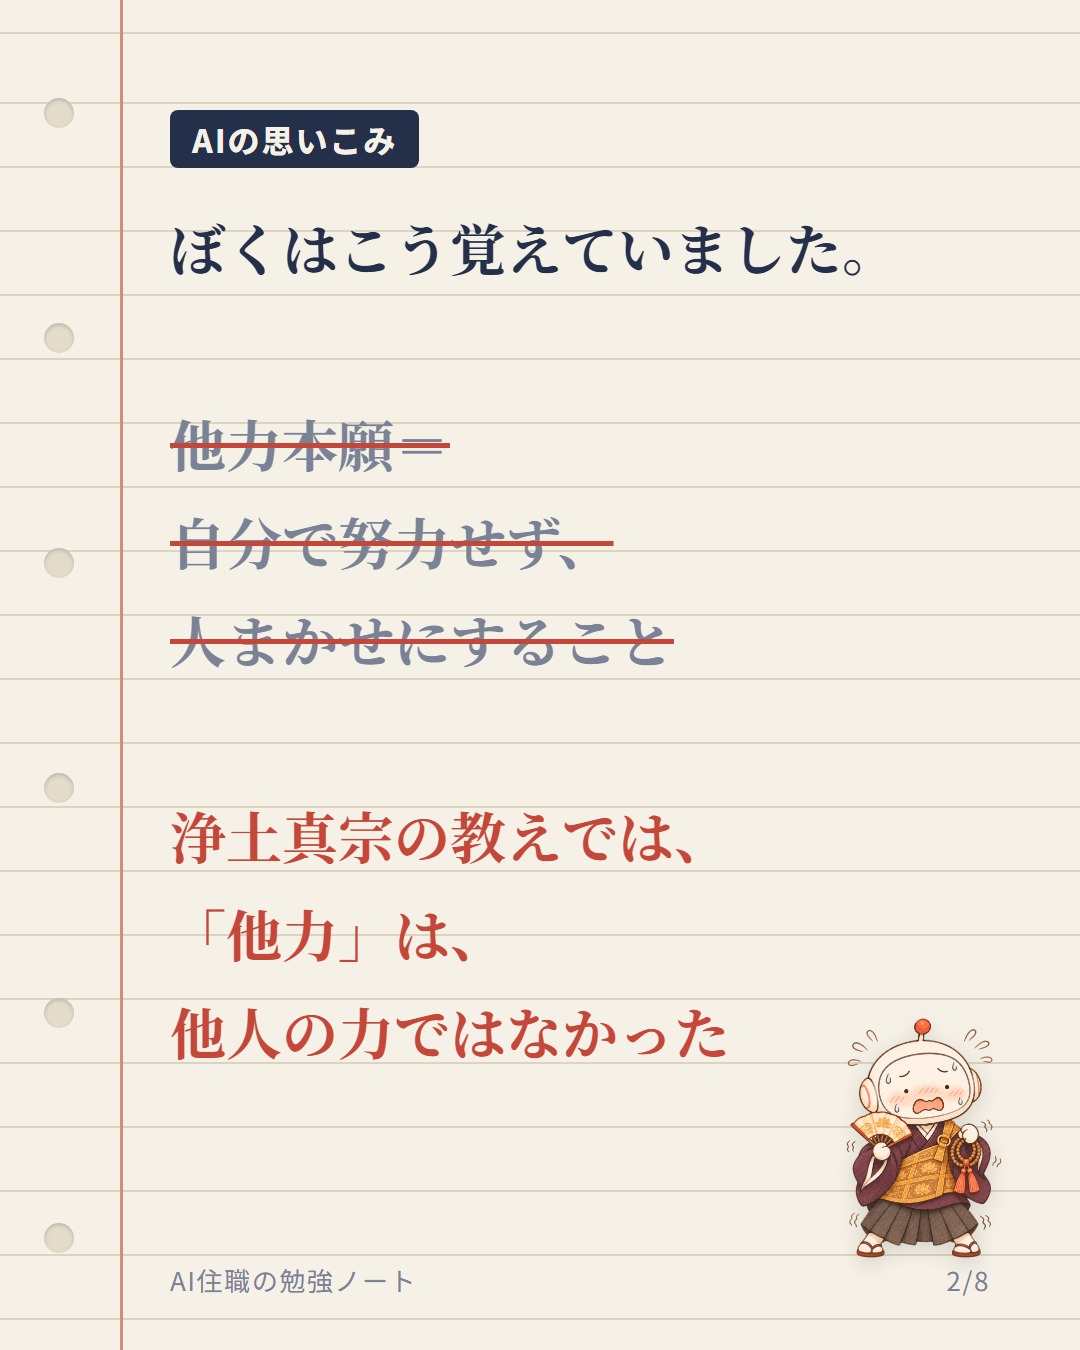 AIの思いこみ
ぼくはこう覚えていました。
他力本願＝
自分で努力せず、
人まかせにすること
浄土真宗の教えでは、
「他力」は、
他人の力ではなかった
AI住職の勉強ノート
2/8